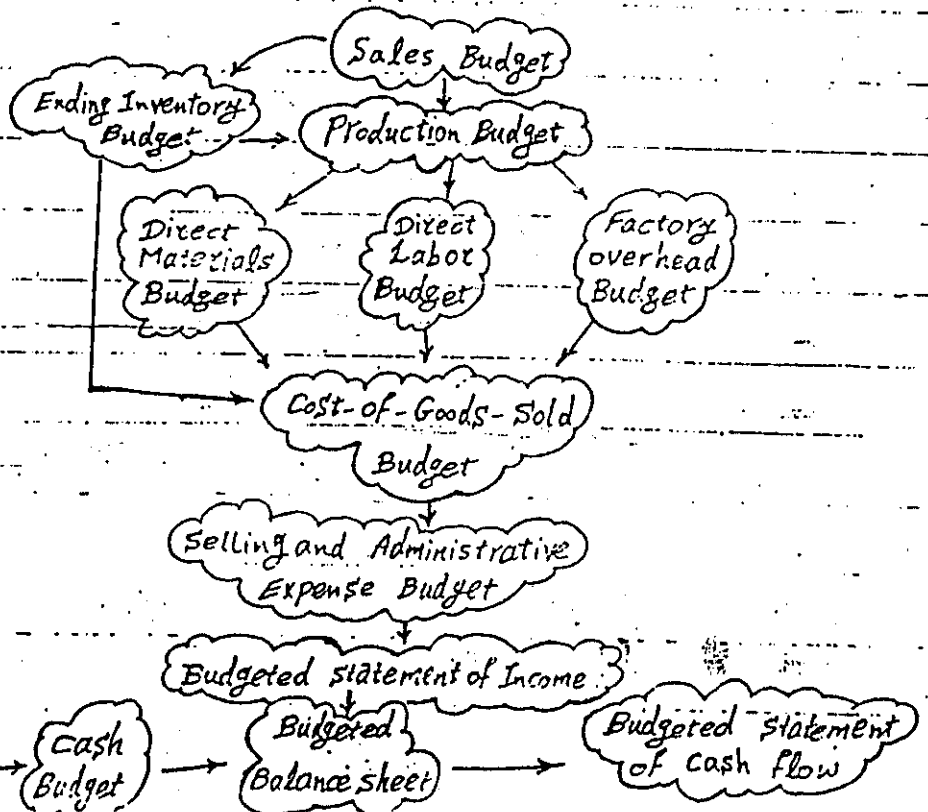 Sales Budget
Ending Inventory
Budget
Production Budget
Direct
Materials
Budget
Direct
Labor
Budget
Factory
overhead
Budget
Cost-of-Goods-Sold
Budget
Selling and Administrative
Expense Budget
Budgeted statement of Income
Cash
Budget
Budgeted
Balance sheet
Budgeted Statement
of cash flow